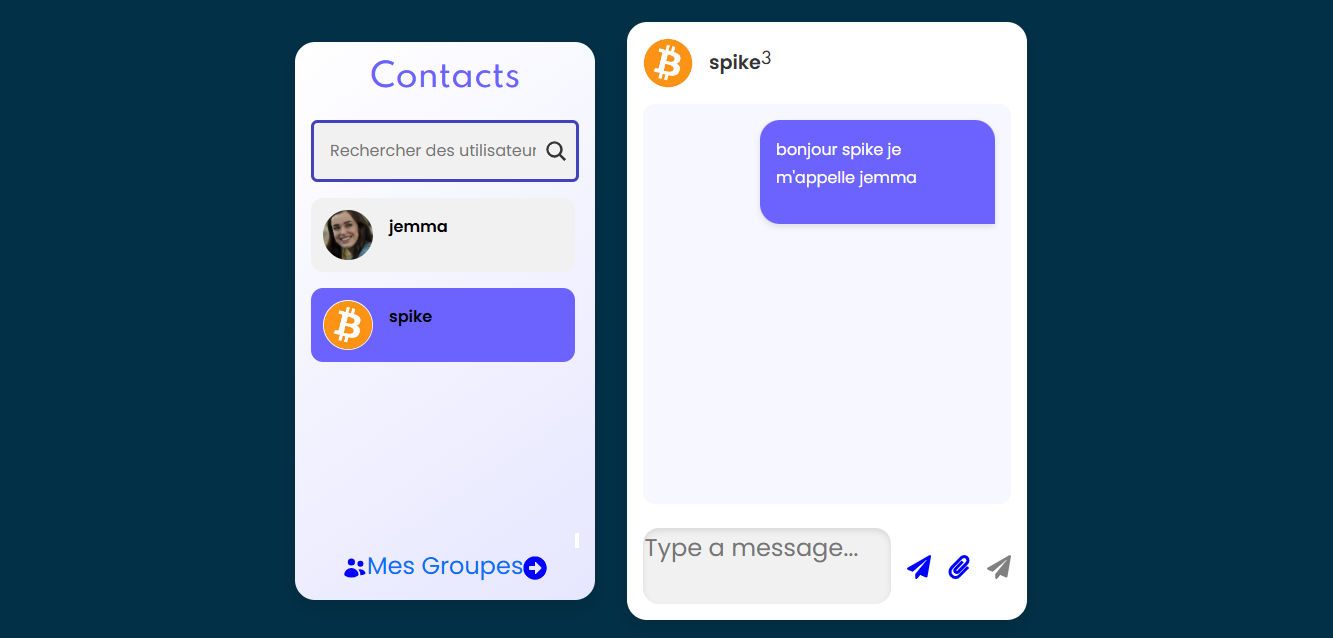 Contacts
Rechercher des utilisateur
jemma
spike
Mes Groupes
spike3
bonjour spike je
m'appelle jemma
Type a message...